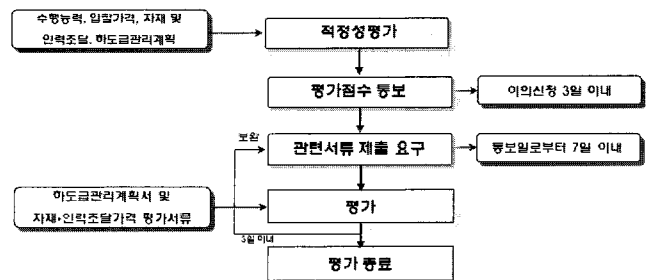 수행능력, 입찰가격, 자재 및
인력조달, 하도급관리계획
적정성평가
평가점수 통보
이의신청 3일 이내
보완
관련서류 제출 요구
통보일로부터 7일 이내
하도급관리계획서 및
자재·인력조달가격 평가서류
평가
3일 이내
평가 종료